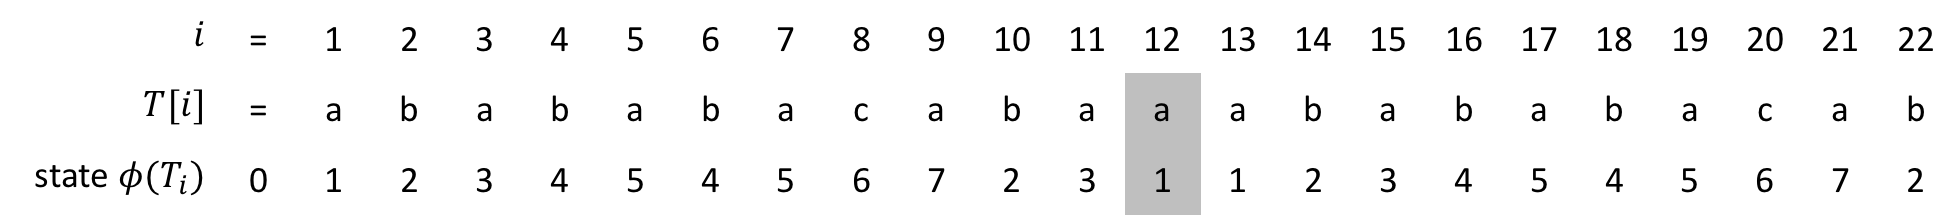 i = 1 2 3 4 5 6 7 8 9 10 11 12 13 14 15 16 17 18 19 20 21 22
T[i] = a b a b a b a c a b a a a b a b a b a c a b
state ϕ(Tᵢ) 0 1 2 3 4 5 4 5 6 7 2 3 1 1 2 3 4 5 4 5 6 7 2